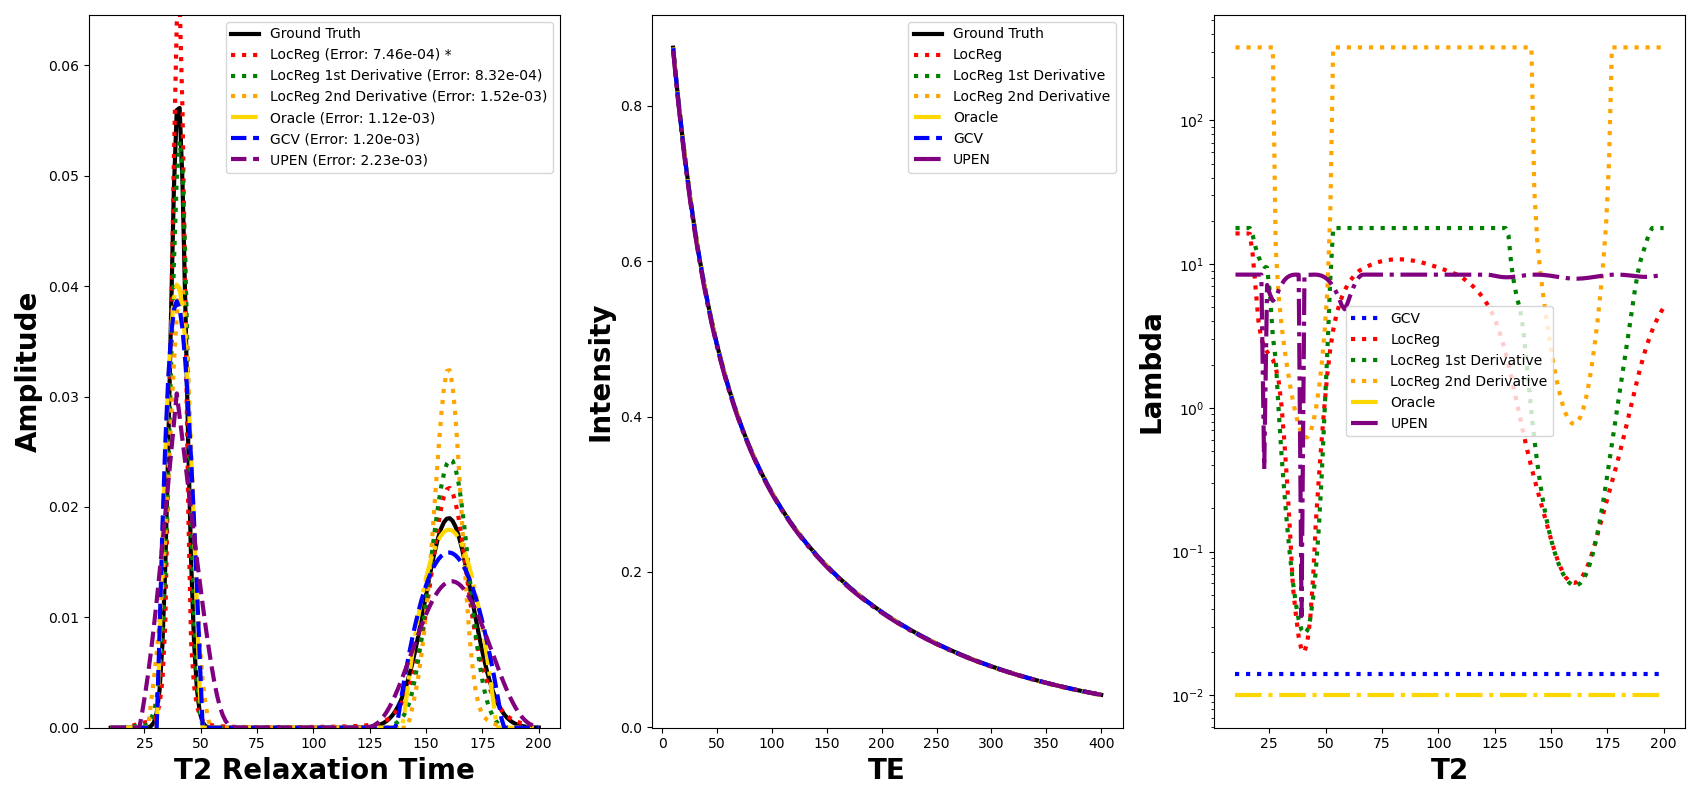 Amplitude
0.06
0.05
0.04
0.03
0.02
0.01
0.00
25 50 75 100 125 150 175 200
T2 Relaxation Time
Ground Truth
LocReg (Error: 7.46e-04) *
LocReg 1st Derivative (Error: 8.32e-04)
LocReg 2nd Derivative (Error: 1.52e-03)
Oracle (Error: 1.12e-03)
GCV (Error: 1.20e-03)
UPEN (Error: 2.23e-03)
Intensity
0.8
0.6
0.4
0.2
0.0
0 50 100 150 200 250 300 350 400
TE
Ground Truth
LocReg
LocReg 1st Derivative
LocReg 2nd Derivative
Oracle
GCV
UPEN
Lambda
10²
10¹
10⁰
10⁻¹
10⁻²
25 50 75 100 125 150 175 200
T2
GCV
LocReg
LocReg 1st Derivative
LocReg 2nd Derivative
Oracle
UPEN